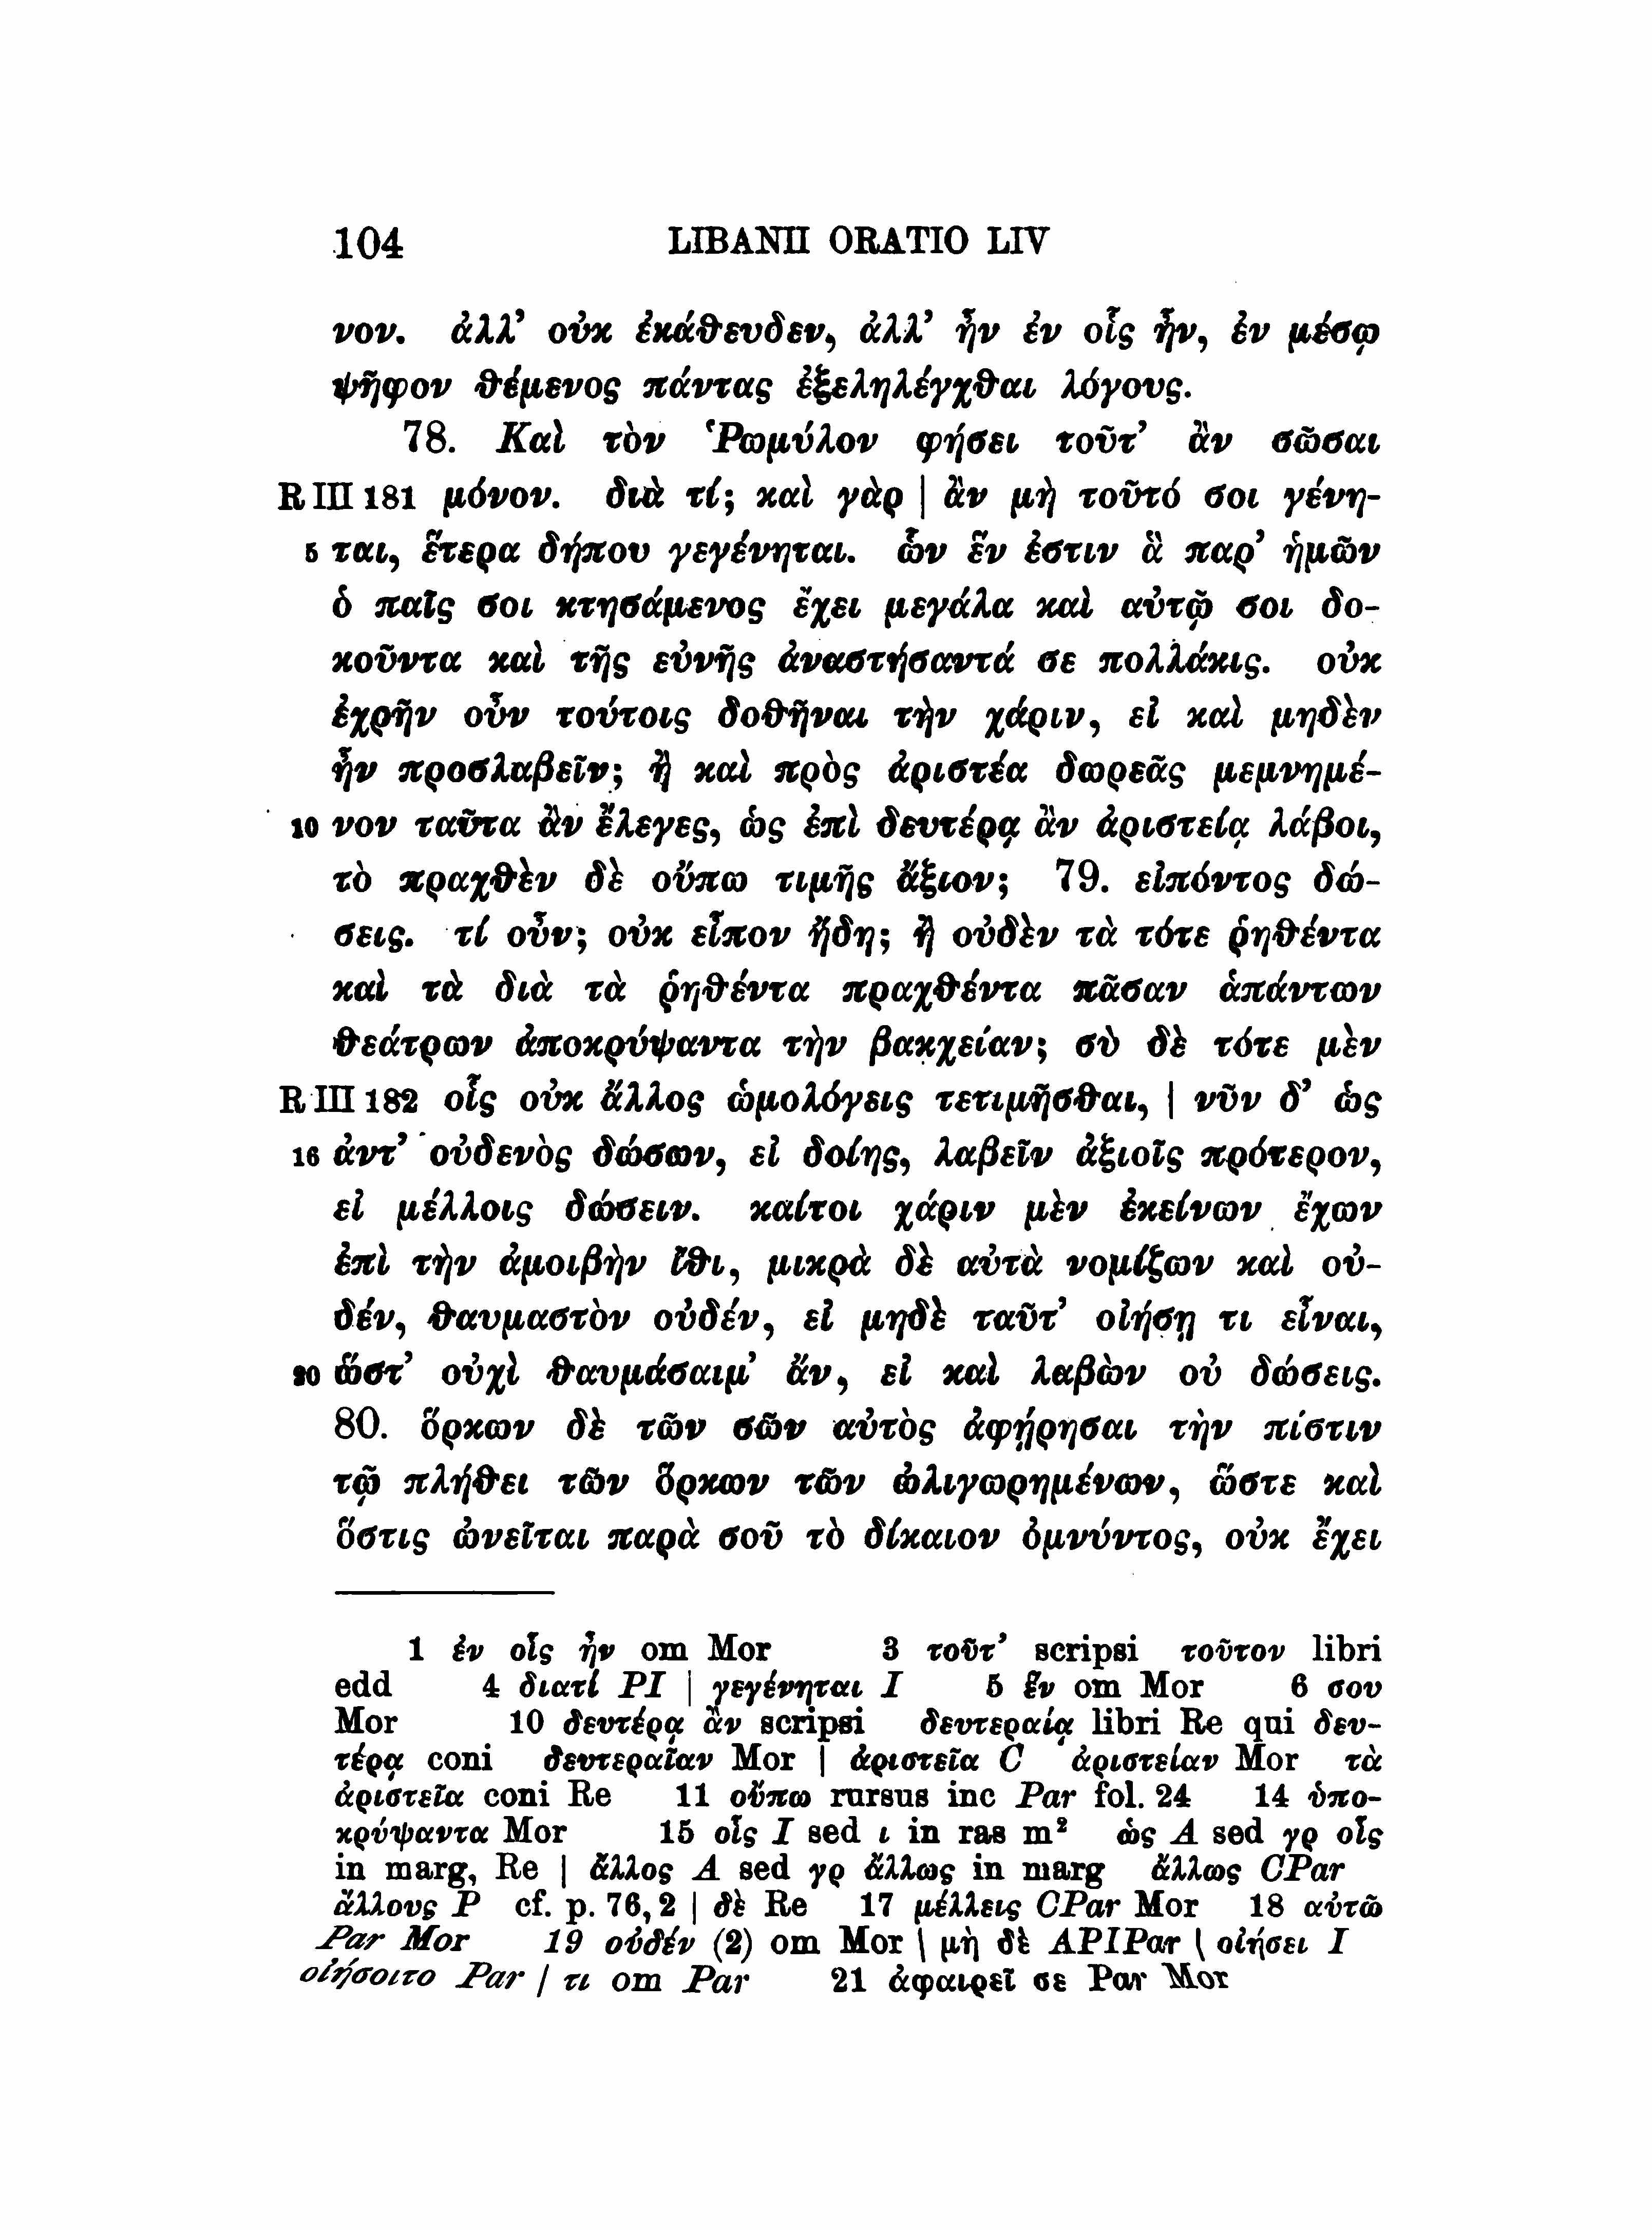 104 LIBANII ORATIO LIV
νον. ἀλλ’ οὐκ ἐκάθευδεν, ἀλλ’ ἦν ἐν οἷς ἦν, ἐν μέσῳ
ψῆφον θέμενος πάντας ἐξεληλέγχθαι λόγους.
78. Καὶ τὸν Ῥωμύλον φήσει τοῦτ’ ἂν σῶσαι
R III 181 μόνον. διὰ τί; καὶ γὰρ | ἂν μὴ τοῦτό σοι γένη-
5 ται, ἕτερα δήπου γεγένηται. ὧν ἕν ἐστιν ἃ παρ’ ἡμῶν
ὁ παῖς σοι κτησάμενος ἔχει μεγάλα καὶ αὐτῷ σοι δο-
κοῦντα καὶ τῆς εὐνῆς ἀναστήσαντά σε πολλάκις. οὐκ
ἐχρῆν οὖν τούτοις δοθῆναι τὴν χάριν, εἰ καὶ μηδὲν
ἦν προσλαβεῖν; ἢ καὶ πρὸς ἀριστέα δωρεᾶς μεμνημέ-
10 νον ταῦτα ἂν ἔλεγες, ὡς ἐπὶ δευτέρᾳ ἂν ἀριστείᾳ λάβοι,
τὸ πραχθὲν δὲ οὔπω τιμῆς ἄξιον; 79. εἰπόντος δώ-
σεις. τί οὖν; οὐκ εἶπον ἤδη; ἢ οὐδὲν τὰ τότε ῥηθέντα
καὶ τὰ διὰ τὰ ῥηθέντα πραχθέντα πᾶσαν ἁπάντων
θεάτρων ἀποκρύψαντα τὴν βακχείαν; σὺ δὲ τότε μὲν
R III 182 οἷς οὐκ ἄλλος ὡμολόγεις τετιμῆσθαι, | νῦν δ’ ὡς
16 ἀντ’ οὐδενὸς δώσων, εἰ δοίης, λαβεῖν ἀξιοῖς πρότερον,
εἰ μέλλοις δώσειν. καίτοι χάριν μὲν ἐκείνων ἔχων
ἐπὶ τὴν ἀμοιβὴν ἴθι, μικρὰ δὲ αὐτὰ νομίζων καὶ οὐ-
δέν, θαυμαστὸν οὐδέν, εἰ μηδὲ ταῦτ’ οἰήσῃ τι εἶναι,
20 ὥστ’ οὐχὶ θαυμάσαιμ’ ἄν, εἰ καὶ λαβὼν οὐ δώσεις.
80. ὅρκων δὲ τῶν σῶν αὐτὸς ἀφῄρησαι τὴν πίστιν
τῷ πλήθει τῶν ὅρκων τῶν ὠλιγωρημένων, ὥστε καὶ
ὅστις ὠνεῖται παρὰ σοῦ τὸ δίκαιον ὀμνύντος, οὐκ ἔχει
1 ἐν οἷς ἦν om Mor 3 τοῦτ’ scripsi τοῦτον libri
edd 4 διατί PI | γεγένηται I 5 ἕν om Mor 6 σου
Mor 10 δευτέρᾳ ἂν scripsi δευτεραίᾳ libri Re qui δευ-
τέρᾳ coni δευτεραῖαν Mor | ἀριστεῖα C ἀριστείαν Mor τὰ
ἀριστεῖα coni Re 11 οὔπω rursus inc Par fol. 24 14 ὑπο-
κρύψαντα Mor 15 οἷς I sed ι in ras m² ὡς A sed γρ οἷς
in marg, Re | ἄλλος A sed γρ ἄλλως in marg ἄλλως CPar
ἄλλους P cf. p. 76, 2 | δὲ Re 17 μέλλεις CPar Mor 18 αὐτῶ
Par Mor 19 οὐδέν (2) om Mor | μὴ δὲ APIPar | οἰήσει I
οἰήσοιτο Par | τι om Par 21 ἀφαιρεῖ σε Par Mor